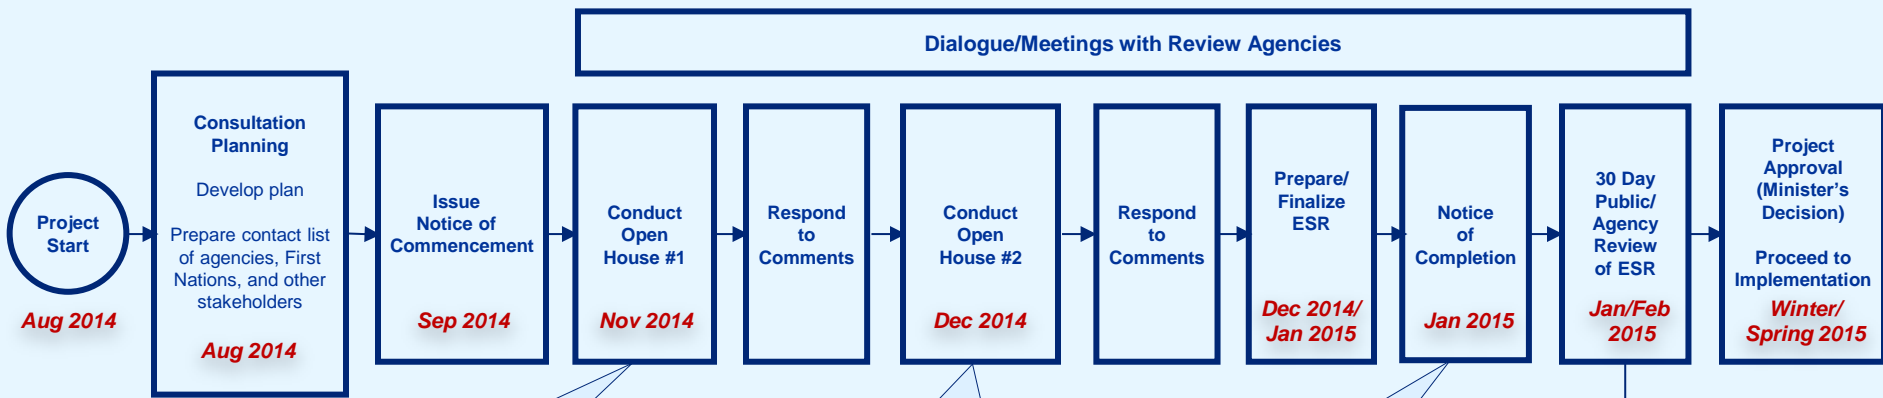 Dialogue/Meetings with Review Agencies
Project
Start
Aug 2014
Consultation
Planning
Develop plan
Prepare contact list
of agencies, First
Nations, and other
stakeholders
Aug 2014
Issue
Notice of
Commencement
Sep 2014
Conduct
Open
House #1
Nov 2014
Respond
to
Comments
Conduct
Open
House #2
Dec 2014
Respond
to
Comments
Prepare/
Finalize
ESR
Dec 2014/
Jan 2015
Notice
of
Completion
Jan 2015
30 Day
Public/
Agency
Review
of ESR
Jan/Feb
2015
Project
Approval
(Minister's
Decision)
Proceed to
Implementation
Winter/
Spring 2015